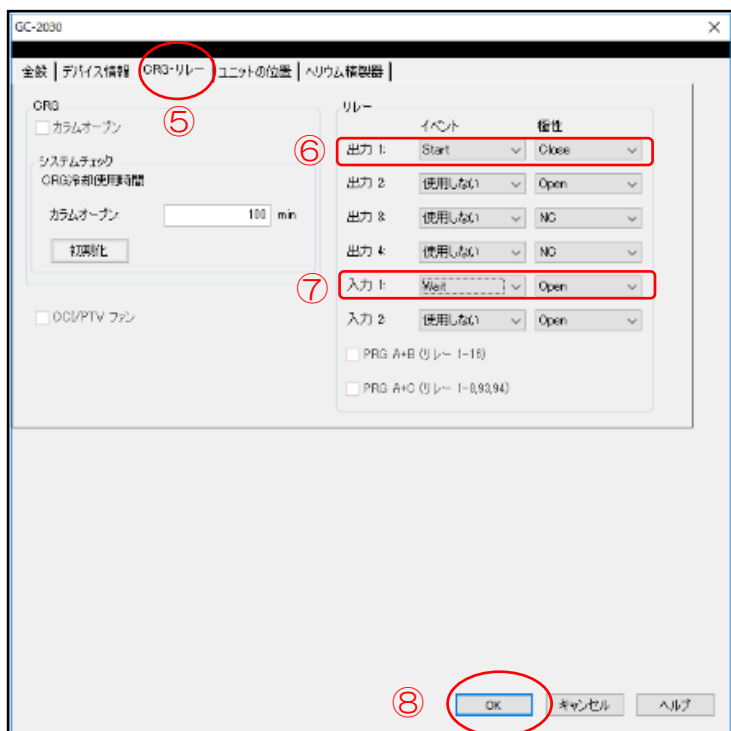 GC-2030
全般 デバイス情報 CRG・リレー ユニットの位置 ヘリウム精製器
⑤
CRG
カラムオーブン
システムチェック
CRG冷却使用時間
カラムオーブン: 100 min
初期化
OCI/PTV ファン
リレー
イベント 極性
⑥ 出力 1: Start Close
出力 2: 使用しない Open
出力 3: 使用しない NC
出力 4: 使用しない NC
⑦ 入力 1: Wait Open
入力 2: 使用しない Open
PRG A+B (リレー 1-16)
PRG A+C (リレー 1-8,93,94)
⑧ OK キャンセル ヘルプ